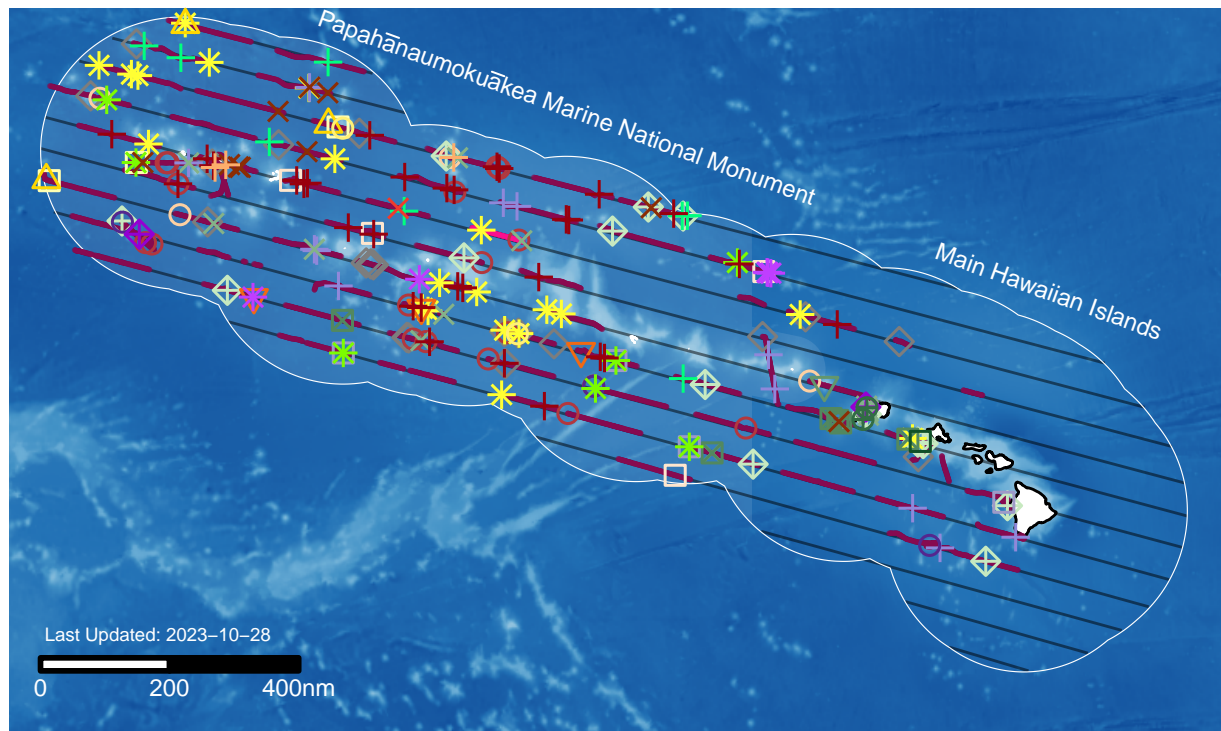 Papahānaumokuākea Marine National Monument
Main Hawaiian Islands
Last Updated: 2023−10−28
0 200 400nm